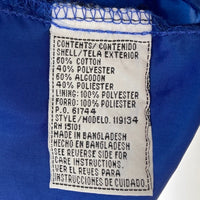 CONTENTS/CONTENIDO
SHELL/TELA EXTERIOR
60% COTTON
40% POLYESTER
60% ALGODON
40% POLIESTER
LINING: 100% POLYESTER
FORRO: 100% POLIESTER
P.O. 61744
STYLE/MODELO. 119134
RN 15101
MADE IN BANGLADESH
HECHO EN BANGLADESH
SEE REVERSE SIDE FOR
CARE INSTRUCTIONS.
VER EL REVES PARA
INSTRUCCIONES DE CUIDADO.